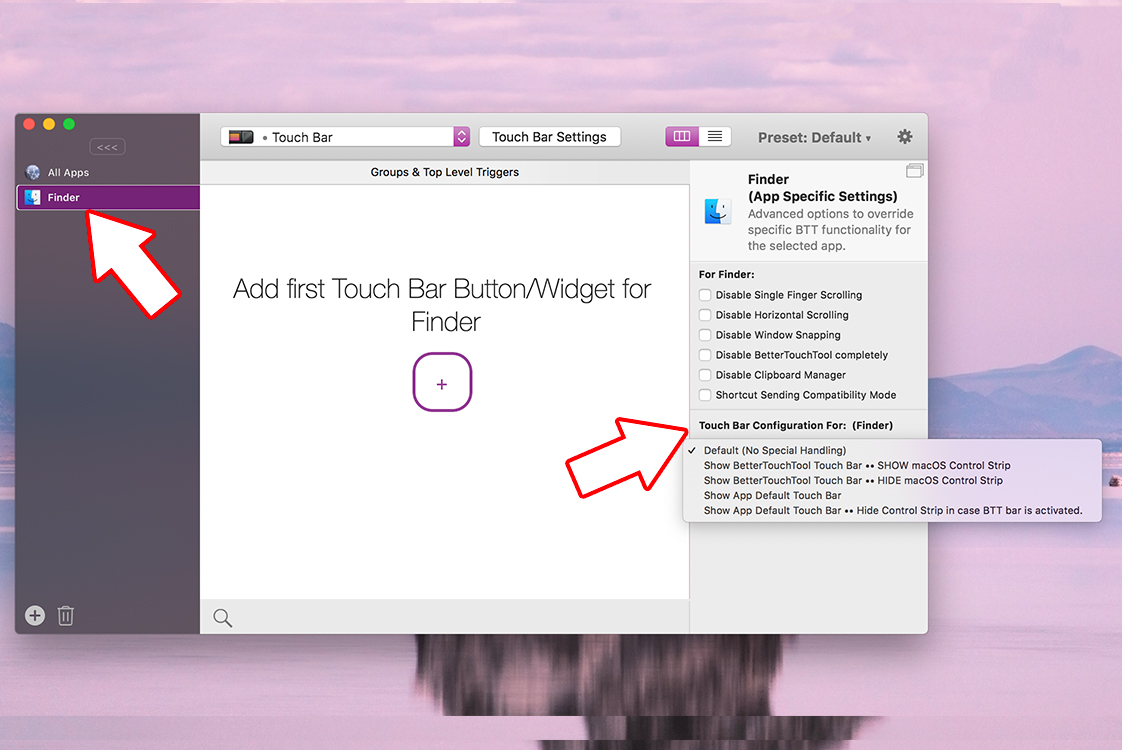 <<<
All Apps
Finder
• Touch Bar
Touch Bar Settings
Preset: Default ▾
Groups & Top Level Triggers
Add first Touch Bar Button/Widget for
Finder
+
Finder
(App Specific Settings)
Advanced options to override
specific BTT functionality for
the selected app.
For Finder:
Disable Single Finger Scrolling
Disable Horizontal Scrolling
Disable Window Snapping
Disable BetterTouchTool completely
Disable Clipboard Manager
Shortcut Sending Compatibility Mode
Touch Bar Configuration For: (Finder)
✓ Default (No Special Handling)
Show BetterTouchTool Touch Bar •• SHOW macOS Control Strip
Show BetterTouchTool Touch Bar •• HIDE macOS Control Strip
Show App Default Touch Bar
Show App Default Touch Bar •• Hide Control Strip in case BTT bar is activated.